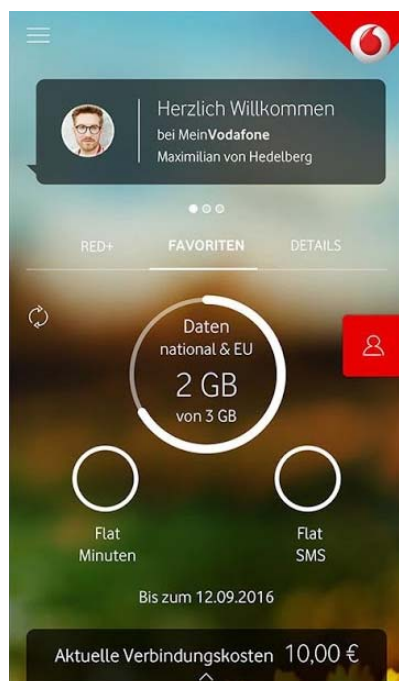 Herzlich Willkommen
bei MeinVodafone
Maximilian von Hedelberg
RED+ FAVORITEN DETAILS
Daten
national & EU
2 GB
von 3 GB
Flat
Minuten
Flat
SMS
Bis zum 12.09.2016
Aktuelle Verbindungskosten 10,00 €